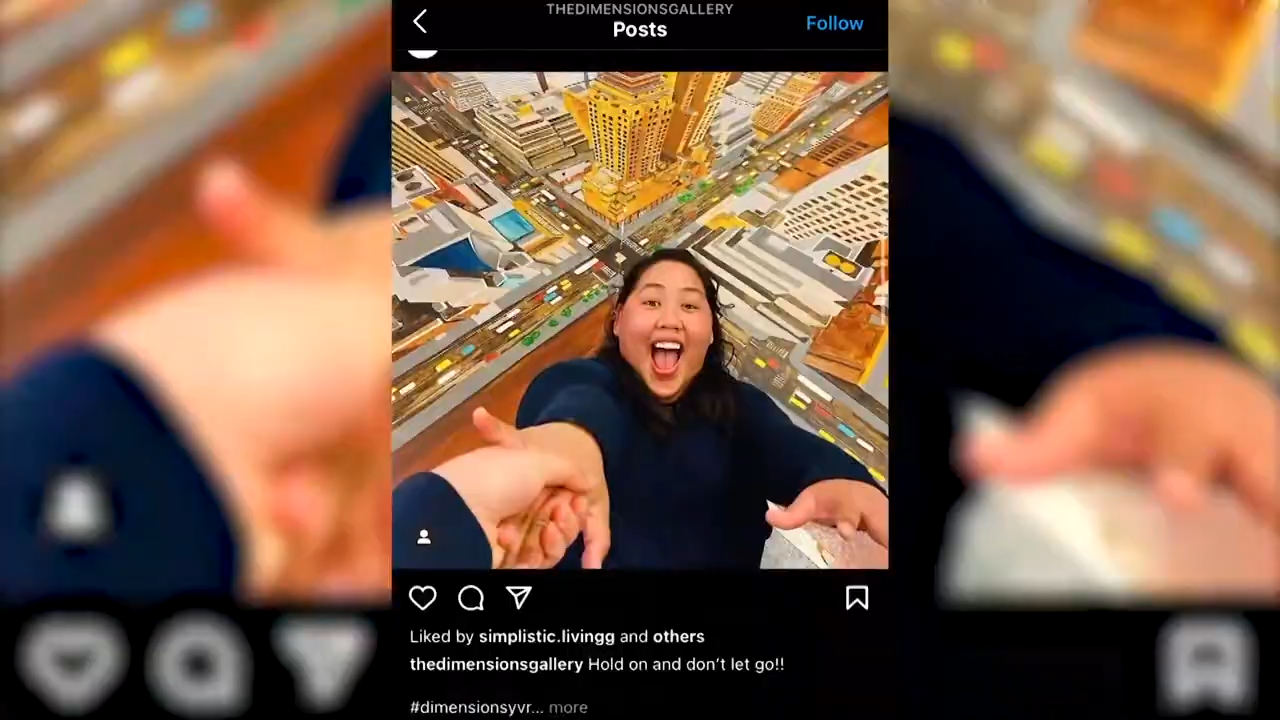 THEDIMENSIONSGALLERY
Posts
Follow
Liked by simplistic.livingg and others
thedimensionsgallery Hold on and don't let go!!
#dimensionsyvr... more